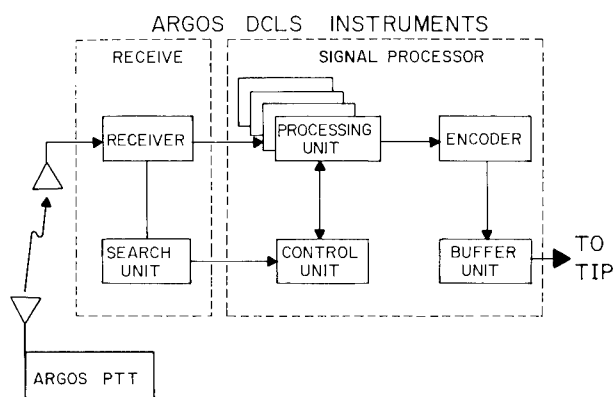 ARGOS DCLS INSTRUMENTS
RECEIVE
SIGNAL PROCESSOR
RECEIVER
PROCESSING
UNIT
ENCODER
SEARCH
UNIT
CONTROL
UNIT
BUFFER
UNIT
TO
TIP
ARGOS PTT